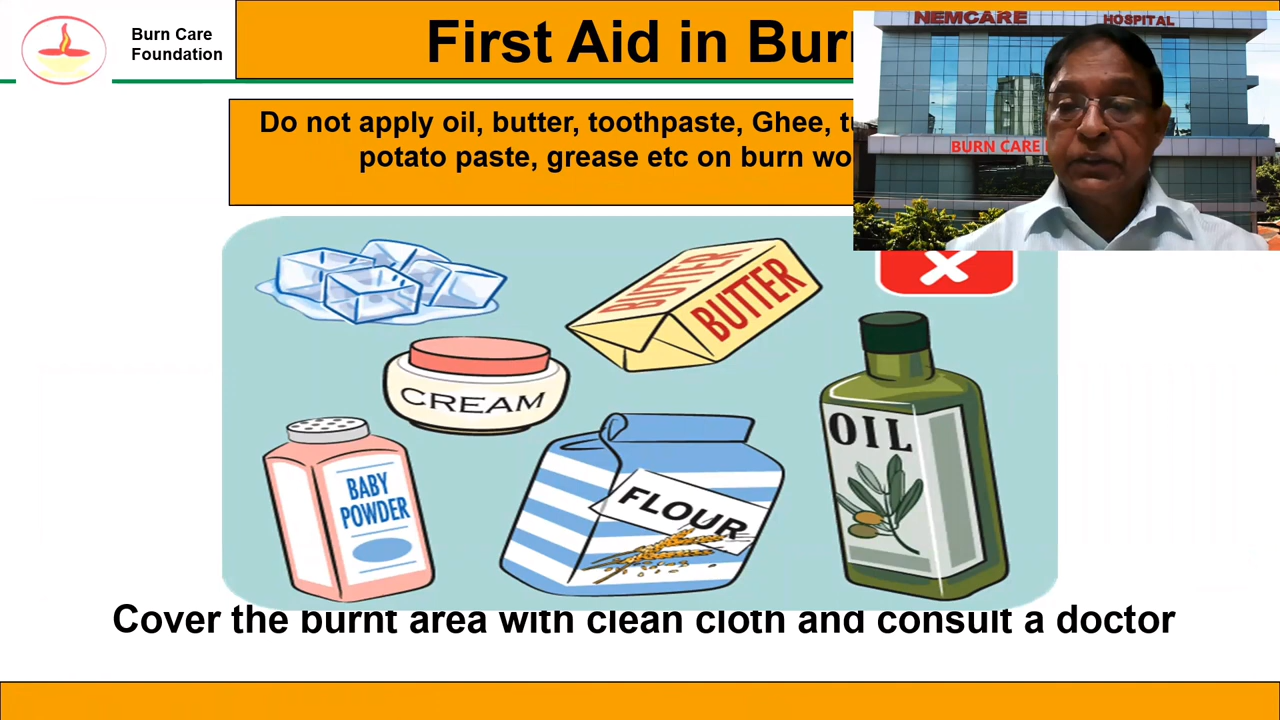 Burn Care
Foundation
First Aid in Burn
NEMCARE HOSPITAL
BURN CARE
Do not apply oil, butter, toothpaste, Ghee,
potato paste, grease etc on burn
BUTTER
BUTTER
CREAM
OIL
BABY
POWDER
FLOUR
Cover the burnt area with clean cloth and consult a doctor